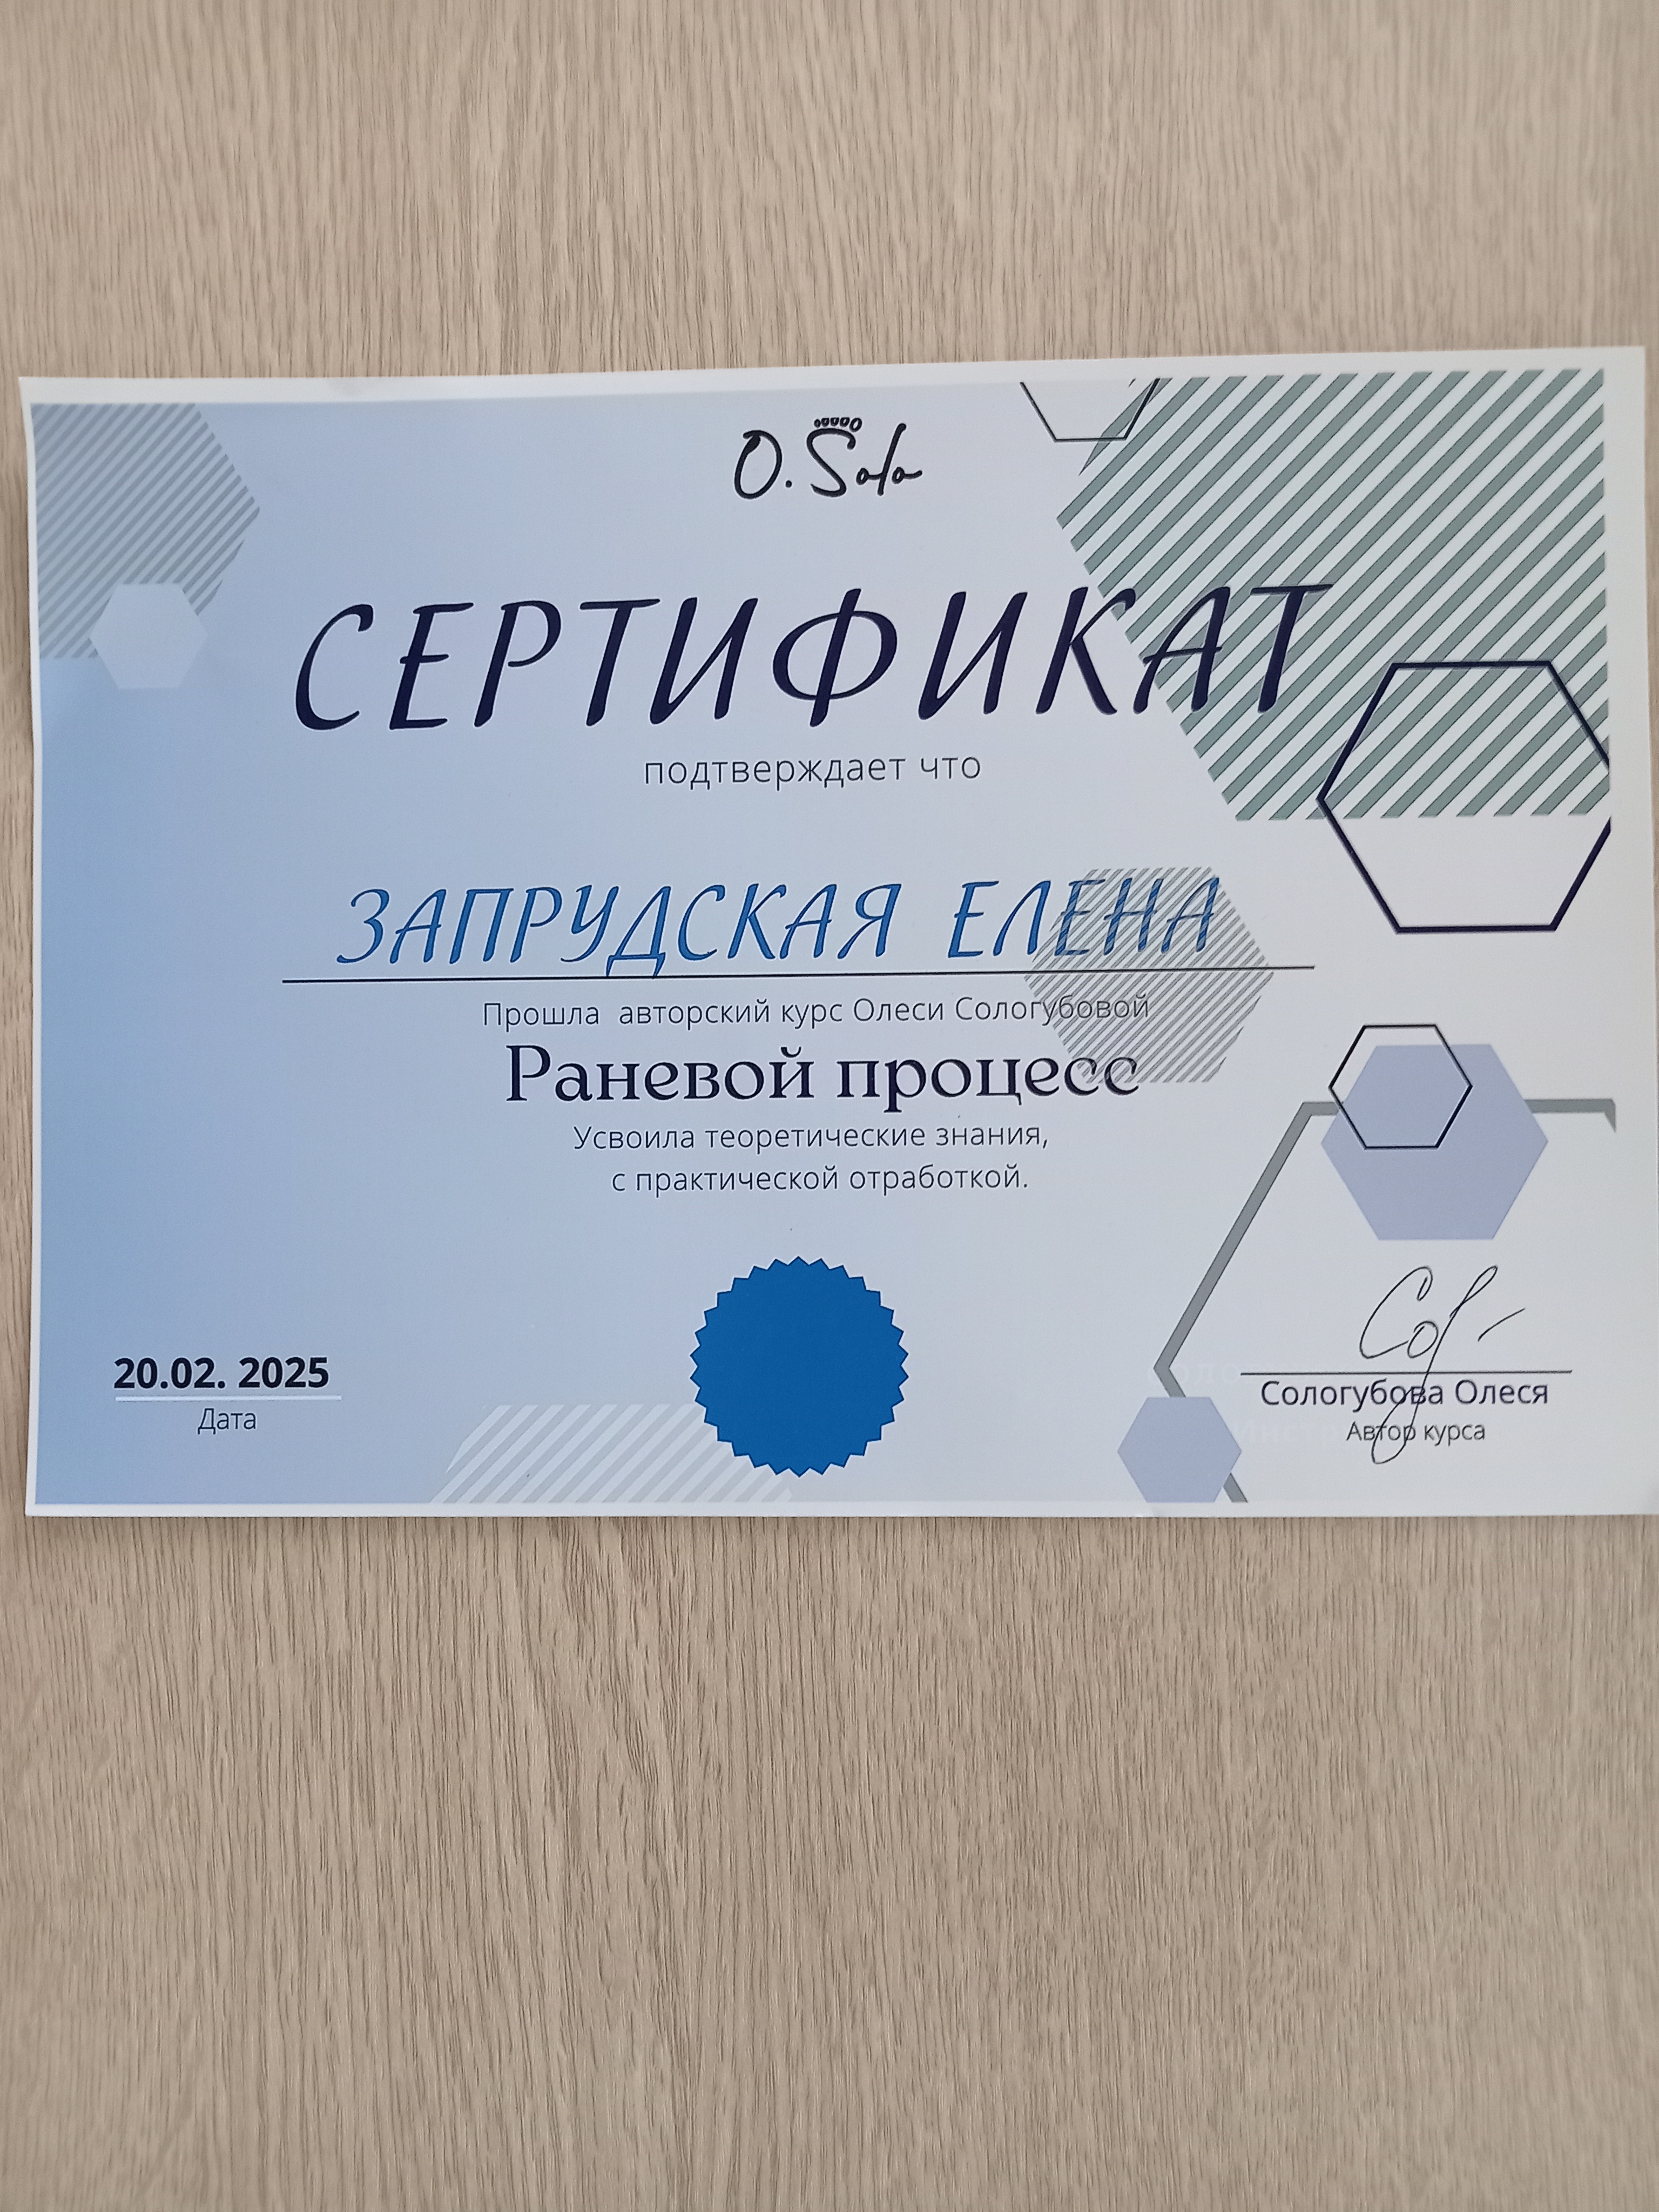 O. Solo
СЕРТИФИКАТ
подтверждает что
ЗАПРУДСКАЯ ЕЛЕНА
Прошла авторский курс Олеси Сологубовой
Раневой процесс
Усвоила теоретические знания,
с практической отработкой.
20.02. 2025
Дата
Сологубова Олеся
Автор курса